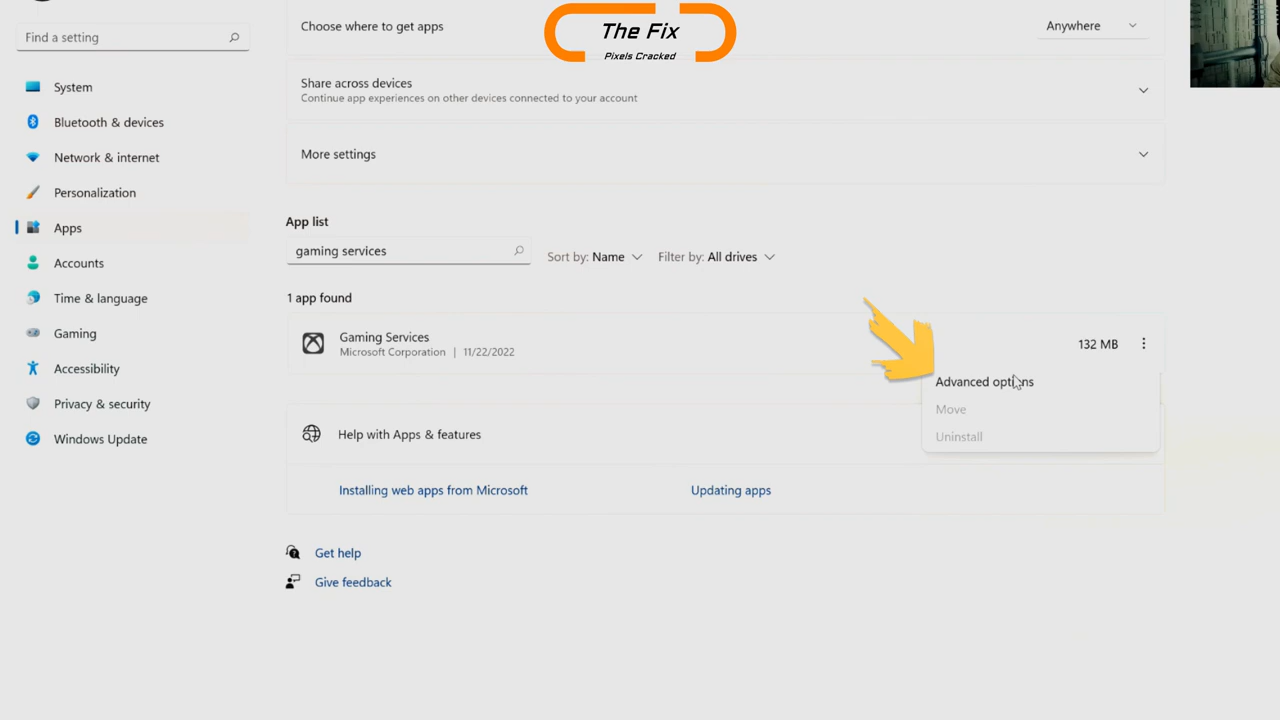 The Fix
Pixels Cracked
Find a setting
System
Bluetooth & devices
Network & internet
Personalization
Apps
Accounts
Time & language
Gaming
Accessibility
Privacy & security
Windows Update
Choose where to get apps
Anywhere
Share across devices
Continue app experiences on other devices connected to your account
More settings
App list
gaming services
Sort by: Name
Filter by: All drives
1 app found
Gaming Services
Microsoft Corporation | 11/22/2022
132 MB
Advanced options
Move
Uninstall
Help with Apps & features
Installing web apps from Microsoft
Updating apps
Get help
Give feedback